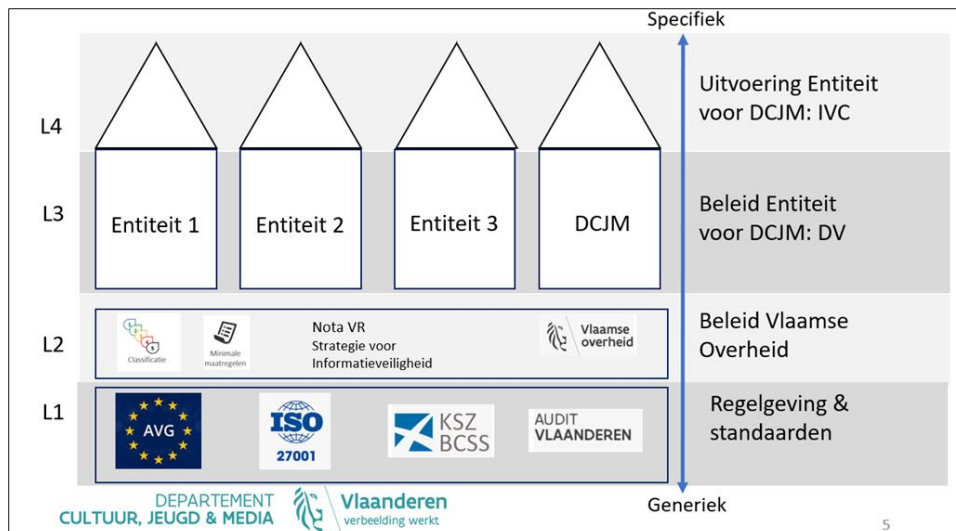 Specifiek
L4
Uitvoering Entiteit
voor DCJM: IVC
L3
Entiteit 1
Entiteit 2
Entiteit 3
DCJM
Beleid Entiteit
voor DCJM: DV
L2
Classificatie
Minimale
maatregelen
Nota VR
Strategie voor
Informatieveiligheid
Vlaamse
overheid
Beleid Vlaamse
Overheid
L1
AVG
ISO
27001
KSZ
BCSS
AUDIT
VLAANDEREN
Regelgeving &
standaarden
Generiek
DEPARTEMENT
CULTUUR, JEUGD & MEDIA
Vlaanderen
verbeelding werkt
5